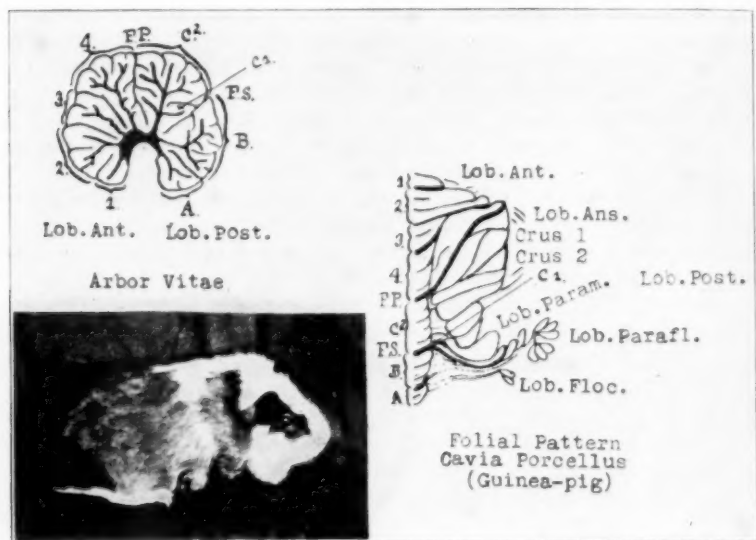 4. F.P. C².
C1.
3.
F.S.
B.
2.
1. A.
Lob.Ant. Lob.Post.
Arbor Vitae
Lob.Ant.
1
2
Lob.Ans.
3
Crus 1
Crus 2
4.
C1.
Lob.Post.
F.P.
Lob.Param.
C²
Lob.Parafl.
F.S.
B.
Lob.Floc.
A
Folial Pattern
Cavia Porcellus
(Guinea-pig)